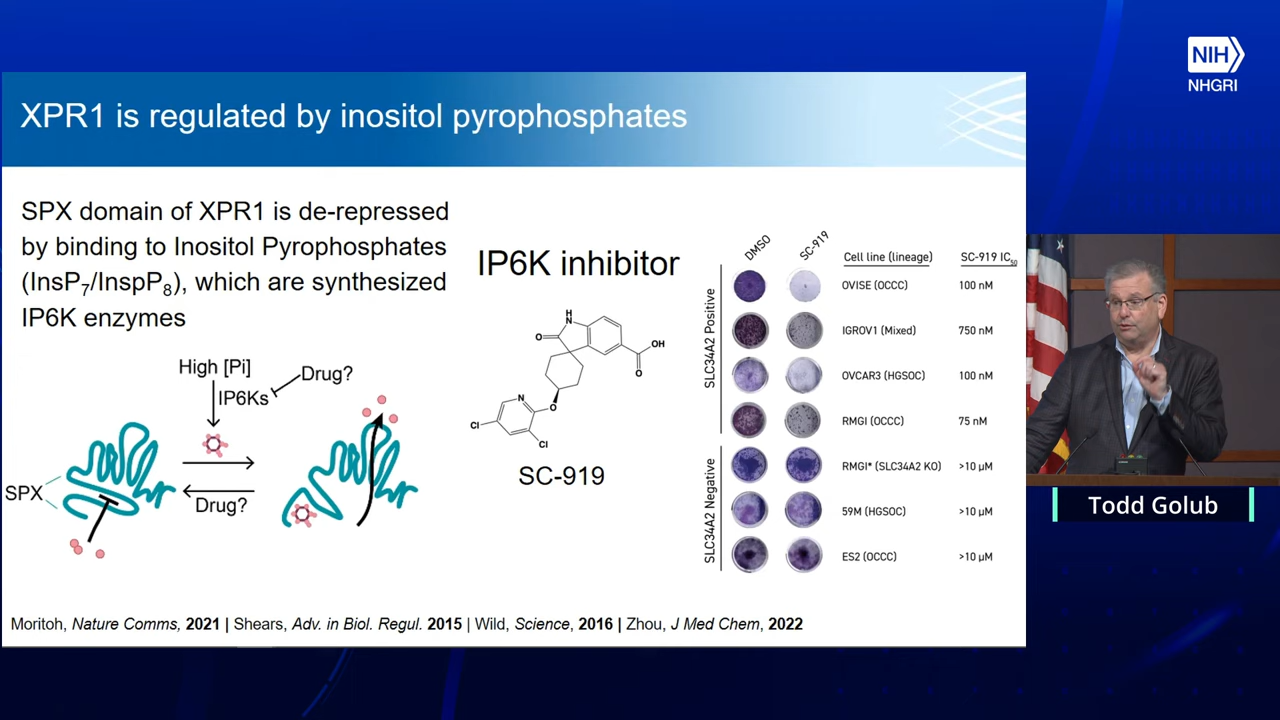 NIH
NHGRI
XPR1 is regulated by inositol pyrophosphates
SPX domain of XPR1 is de-repressed
by binding to Inositol Pyrophosphates
(InsP7/InspP8), which are synthesized
IP6K enzymes
High [Pi]
IP6Ks
Drug?
Drug?
SPX
IP6K inhibitor
H
N
O
OH
O
N
O
Cl
Cl
SC-919
DMSO
SC-919
Cell line (lineage)
SC-919 IC50
SLC34A2 Positive
OVISE (OCCC)
100 nM
IGROV1 (Mixed)
750 nM
OVCAR3 (HGSOC)
100 nM
RMGI (OCCC)
75 nM
SLC34A2 Negative
RMGI* (SLC34A2 KO)
>10 µM
59M (HGSOC)
>10 µM
ES2 (OCCC)
>10 µM
Moritoh, Nature Comms, 2021 | Shears, Adv. in Biol. Regul. 2015 | Wild, Science, 2016 | Zhou, J Med Chem, 2022
Todd Golub